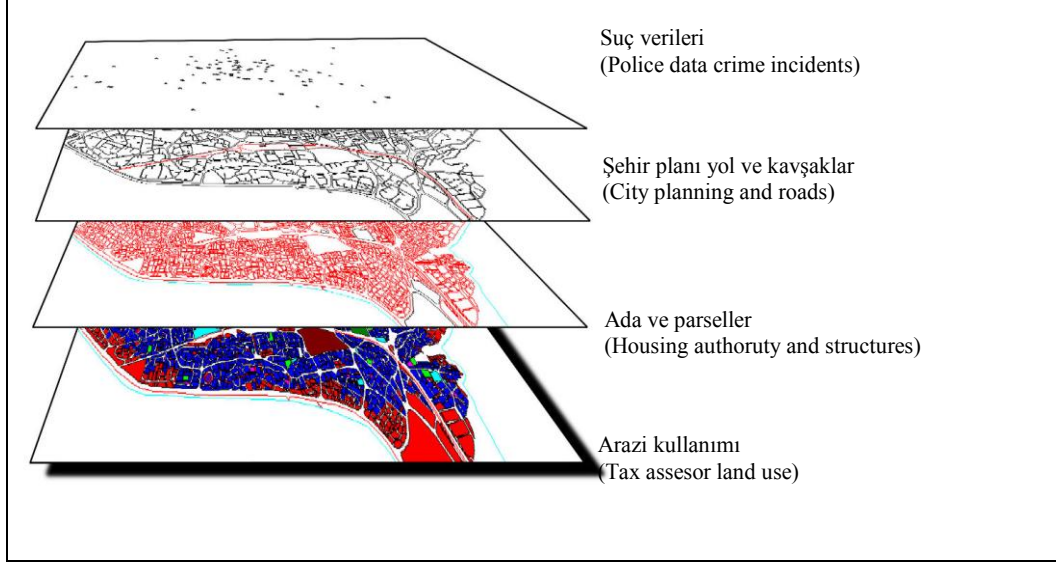 Suç verileri
(Police data crime incidents)
Şehir planı yol ve kavşaklar
(City planning and roads)
Ada ve parseller
(Housing authoruty and structures)
Arazi kullanımı
(Tax assesor land use)